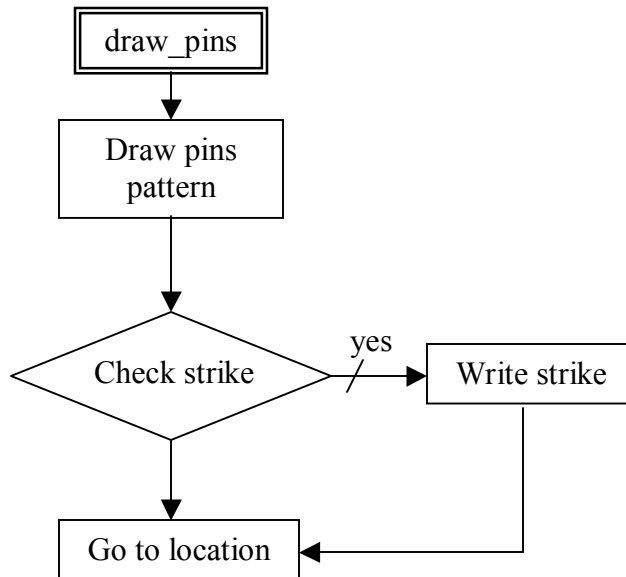 draw_pins
Draw pins
pattern
Check strike
yes
Write strike
Go to location